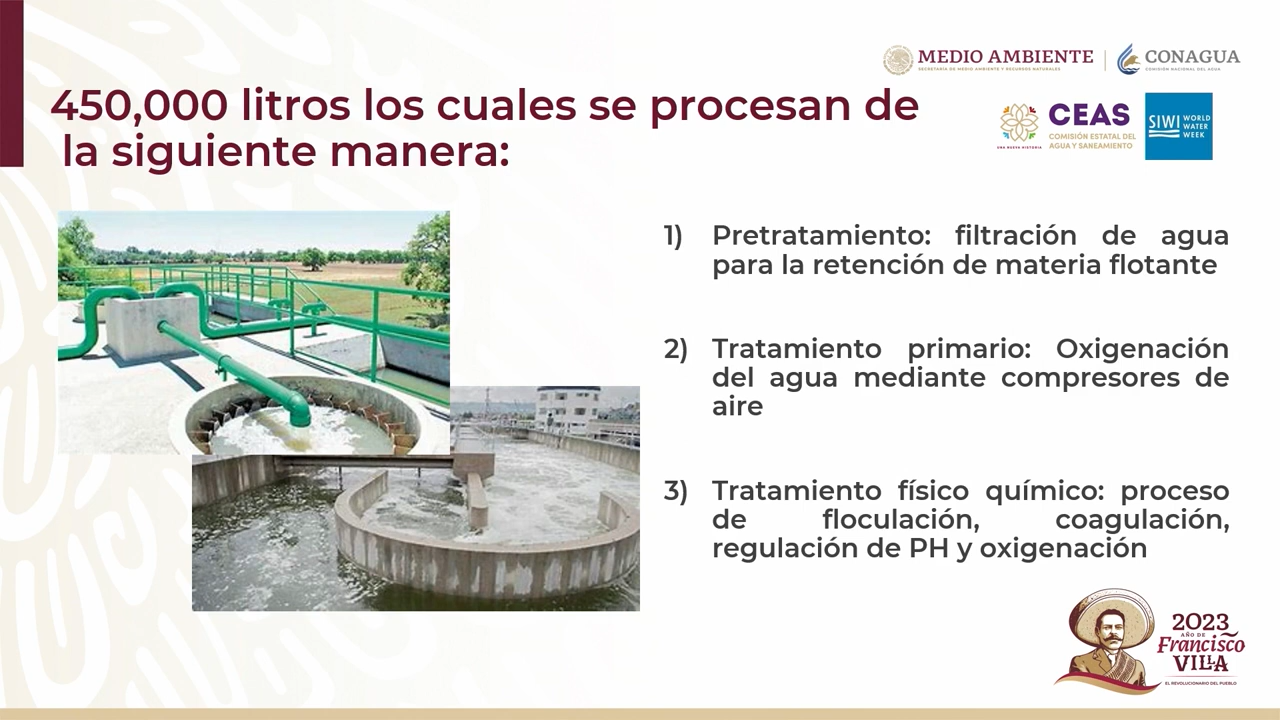 MEDIO AMBIENTE
SECRETARÍA DE MEDIO AMBIENTE Y RECURSOS NATURALES
CONAGUA
COMISIÓN NACIONAL DEL AGUA
450,000 litros los cuales se procesan de
la siguiente manera:
UNA NUEVA HISTORIA
CEAS
COMISIÓN ESTATAL DEL
AGUA Y SANEAMIENTO
SIWI
WORLD
WATER
WEEK
1) Pretratamiento: filtración de agua
para la retención de materia flotante
2) Tratamiento primario: Oxigenación
del agua mediante compresores de
aire
3) Tratamiento físico químico: proceso
de floculación, coagulación,
regulación de PH y oxigenación
2023
AÑO DE
Francisco
VILLA
EL REVOLUCIONARIO DEL PUEBLO